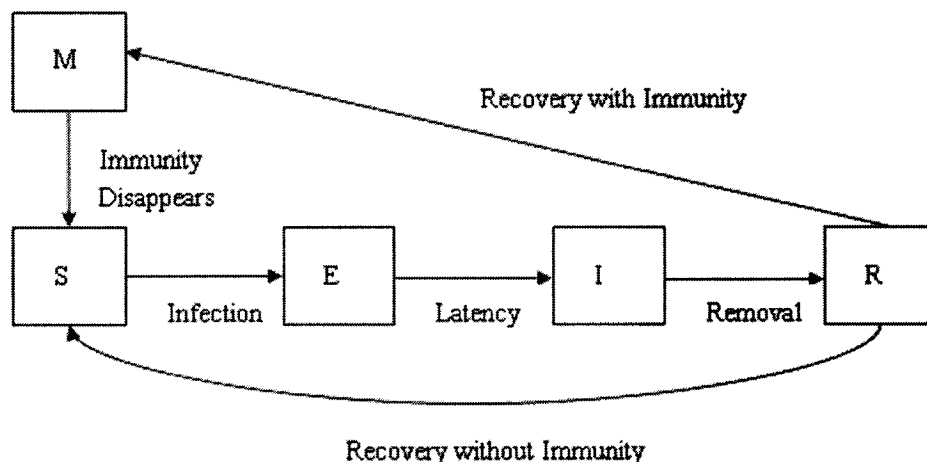 M
Recovery with Immunity
Immunity
Disappears
S
E
I
R
Infection
Latency
Removal
Recovery without Immunity